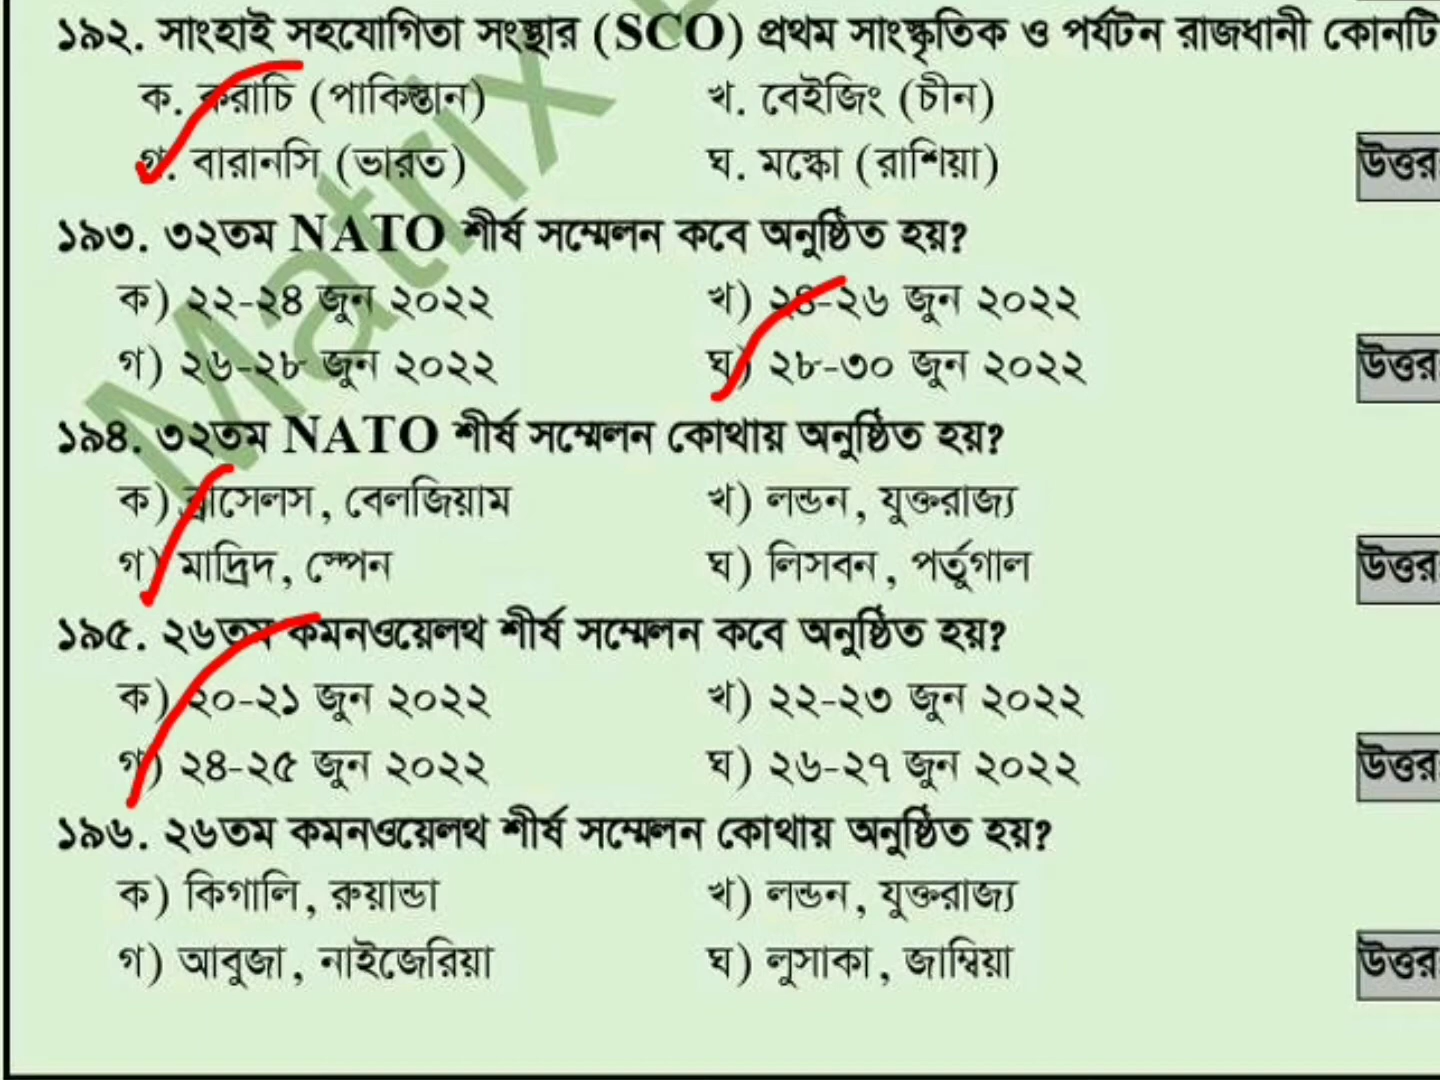 ১৯২. সাংহাই সহযোগিতা সংস্থার (SCO) প্রথম সাংস্কৃতিক ও পর্যটন রাজধানী কোনটি
ক. করাচি (পাকিস্তান) খ. বেইজিং (চীন)
গ. বারানসি (ভারত) ঘ. মস্কো (রাশিয়া) উত্তর:
১৯৩. ৩২তম NATO শীর্ষ সম্মেলন কবে অনুষ্ঠিত হয়?
ক) ২২-২৪ জুন ২০২২ খ) ২৪-২৬ জুন ২০২২
গ) ২৬-২৮ জুন ২০২২ ঘ) ২৮-৩০ জুন ২০২২ উত্তর:
১৯৪. ৩২তম NATO শীর্ষ সম্মেলন কোথায় অনুষ্ঠিত হয়?
ক) ব্রাসেলস, বেলজিয়াম খ) লন্ডন, যুক্তরাজ্য
গ) মাদ্রিদ, স্পেন ঘ) লিসবন, পর্তুগাল উত্তর:
১৯৫. ২৬তম কমনওয়েলথ শীর্ষ সম্মেলন কবে অনুষ্ঠিত হয়?
ক) ২০-২১ জুন ২০২২ খ) ২২-২৩ জুন ২০২২
গ) ২৪-২৫ জুন ২০২২ ঘ) ২৬-২৭ জুন ২০২২ উত্তর:
১৯৬. ২৬তম কমনওয়েলথ শীর্ষ সম্মেলন কোথায় অনুষ্ঠিত হয়?
ক) কিগালি, রুয়ান্ডা খ) লন্ডন, যুক্তরাজ্য
গ) আবুজা, নাইজেরিয়া ঘ) লুসাকা, জাম্বিয়া উত্তর:
Matrix